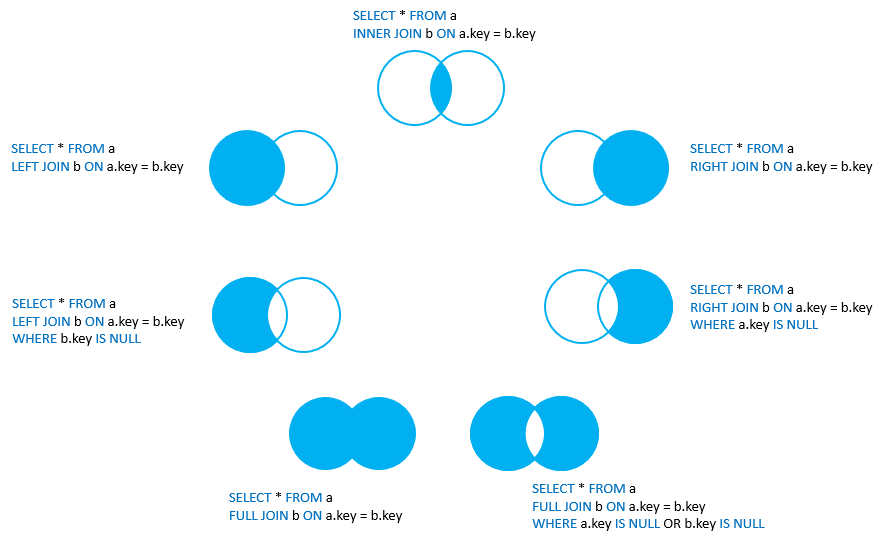 SELECT * FROM a
INNER JOIN b ON a.key = b.key
SELECT * FROM a
LEFT JOIN b ON a.key = b.key
SELECT * FROM a
RIGHT JOIN b ON a.key = b.key
SELECT * FROM a
LEFT JOIN b ON a.key = b.key
WHERE b.key IS NULL
SELECT * FROM a
RIGHT JOIN b ON a.key = b.key
WHERE a.key IS NULL
SELECT * FROM a
FULL JOIN b ON a.key = b.key
SELECT * FROM a
FULL JOIN b ON a.key = b.key
WHERE a.key IS NULL OR b.key IS NULL